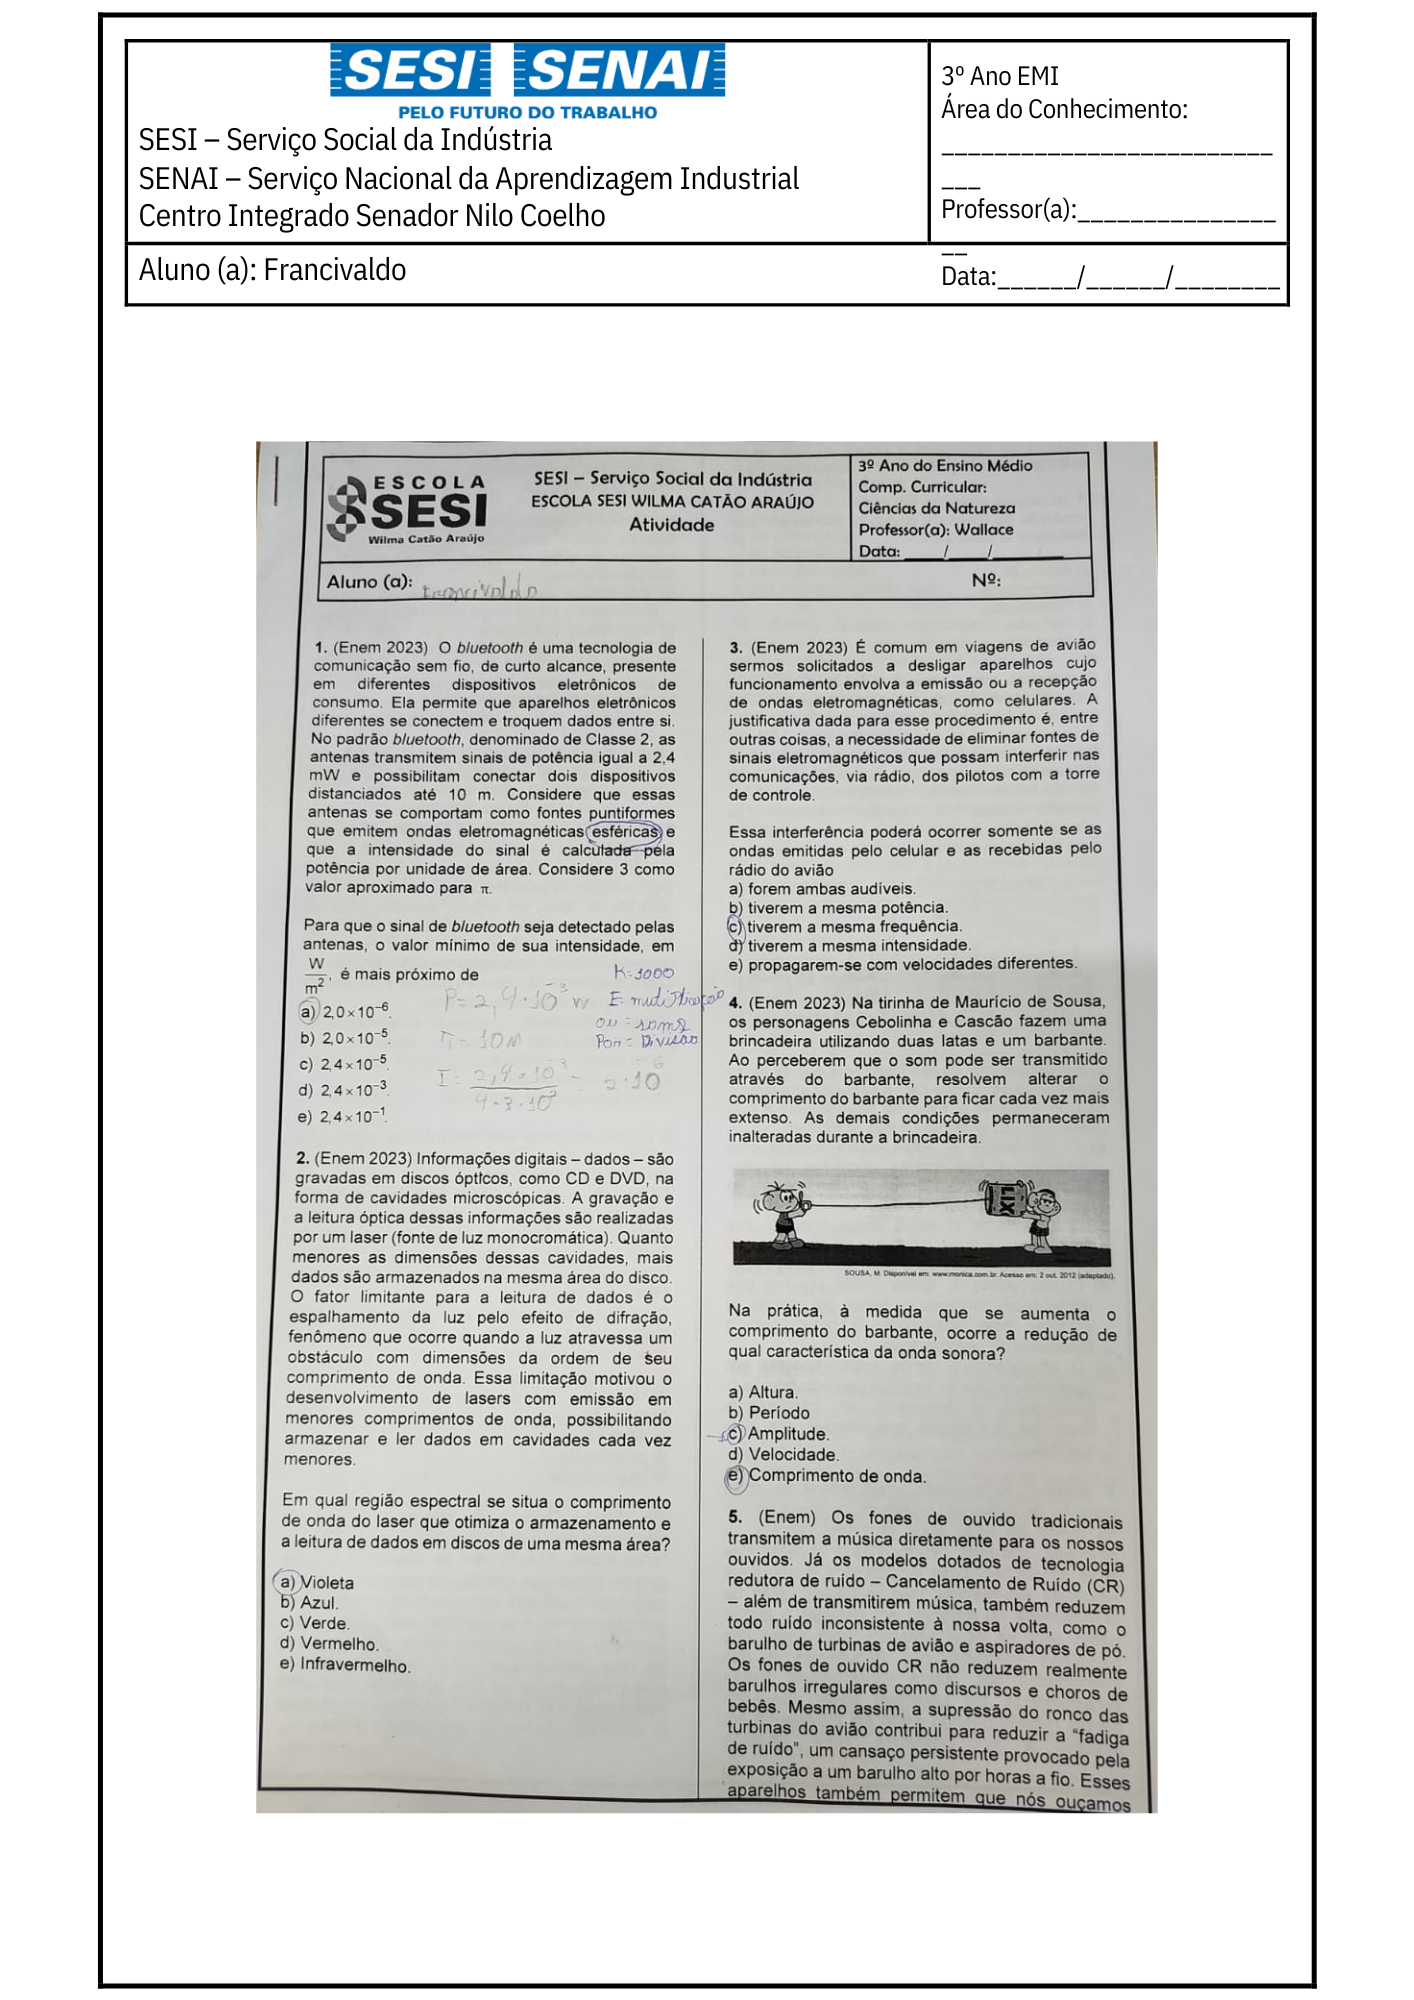 SESI SENAI
PELO FUTURO DO TRABALHO
SESI – Serviço Social da Indústria
SENAI – Serviço Nacional da Aprendizagem Industrial
Centro Integrado Senador Nilo Coelho
3º Ano EMI
Área do Conhecimento:
_________________________
___
Professor(a):_______________
__
Aluno (a): Francivaldo
Data:______/______/________
ESCOLA
SESI
Wilma Catão Araújo
SESI – Serviço Social da Indústria
ESCOLA SESI WILMA CATÃO ARAÚJO
Atividade
3º Ano do Ensino Médio
Comp. Curricular:
Ciências da Natureza
Professor(a): Wallace
Data: ____/____/_______
Aluno (a): Francivaldo
Nº:
1. (Enem 2023) O bluetooth é uma tecnologia de
comunicação sem fio, de curto alcance, presente
em diferentes dispositivos eletrônicos de
consumo. Ela permite que aparelhos eletrônicos
diferentes se conectem e troquem dados entre si.
No padrão bluetooth, denominado de Classe 2, as
antenas transmitem sinais de potência igual a 2,4
mW e possibilitam conectar dois dispositivos
distanciados até 10 m. Considere que essas
antenas se comportam como fontes puntiformes
que emitem ondas eletromagnéticas esféricas e
que a intensidade do sinal é calculada pela
potência por unidade de área. Considere 3 como
valor aproximado para π.
Para que o sinal de bluetooth seja detectado pelas
antenas, o valor mínimo de sua intensidade, em
W/m², é mais próximo de
a) 2,0×10⁻⁶.
b) 2,0×10⁻⁵.
c) 2,4×10⁻⁵.
d) 2,4×10⁻³.
e) 2,4×10⁻¹.
K=1000
P=2,4·10⁻³ W
ou = soma
Por = Divisão
= 10 m
I = 2,4·10⁻³ / 4·3·10² = 2·10⁻⁶
2. (Enem 2023) Informações digitais – dados – são
gravadas em discos ópticos, como CD e DVD, na
forma de cavidades microscópicas. A gravação e
a leitura óptica dessas informações são realizadas
por um laser (fonte de luz monocromática). Quanto
menores as dimensões dessas cavidades, mais
dados são armazenados na mesma área do disco.
O fator limitante para a leitura de dados é o
espalhamento da luz pelo efeito de difração,
fenômeno que ocorre quando a luz atravessa um
obstáculo com dimensões da ordem de seu
comprimento de onda. Essa limitação motivou o
desenvolvimento de lasers com emissão em
menores comprimentos de onda, possibilitando
armazenar e ler dados em cavidades cada vez
menores.
Em qual região espectral se situa o comprimento
de onda do laser que otimiza o armazenamento e
a leitura de dados em discos de uma mesma área?
a) Violeta
b) Azul.
c) Verde.
d) Vermelho.
e) Infravermelho.
3. (Enem 2023) É comum em viagens de avião
sermos solicitados a desligar aparelhos cujo
funcionamento envolva a emissão ou a recepção
de ondas eletromagnéticas, como celulares. A
justificativa dada para esse procedimento é, entre
outras coisas, a necessidade de eliminar fontes de
sinais eletromagnéticos que possam interferir nas
comunicações, via rádio, dos pilotos com a torre
de controle.
Essa interferência poderá ocorrer somente se as
ondas emitidas pelo celular e as recebidas pelo
rádio do avião
a) forem ambas audíveis.
b) tiverem a mesma potência.
c) tiverem a mesma frequência.
d) tiverem a mesma intensidade.
e) propagarem-se com velocidades diferentes.
4. (Enem 2023) Na tirinha de Maurício de Sousa,
os personagens Cebolinha e Cascão fazem uma
brincadeira utilizando duas latas e um barbante.
Ao perceberem que o som pode ser transmitido
através do barbante, resolvem alterar o
comprimento do barbante para ficar cada vez mais
extenso. As demais condições permaneceram
inalteradas durante a brincadeira.
LIX
SOUSA, M. Disponível em: www.monica.com.br. Acesso em: 2 out. 2012 (adaptado).
Na prática, à medida que se aumenta o
comprimento do barbante, ocorre a redução de
qual característica da onda sonora?
a) Altura.
b) Período
c) Amplitude.
d) Velocidade.
e) Comprimento de onda.
5. (Enem) Os fones de ouvido tradicionais
transmitem a música diretamente para os nossos
ouvidos. Já os modelos dotados de tecnologia
redutora de ruído – Cancelamento de Ruído (CR)
– além de transmitirem música, também reduzem
todo ruído inconsistente à nossa volta, como o
barulho de turbinas de avião e aspiradores de pó.
Os fones de ouvido CR não reduzem realmente
barulhos irregulares como discursos e choros de
bebês. Mesmo assim, a supressão do ronco das
turbinas do avião contribui para reduzir a "fadiga
de ruído", um cansaço persistente provocado pela
exposição a um barulho alto por horas a fio. Esses
aparelhos também permitem que nós ouçamos